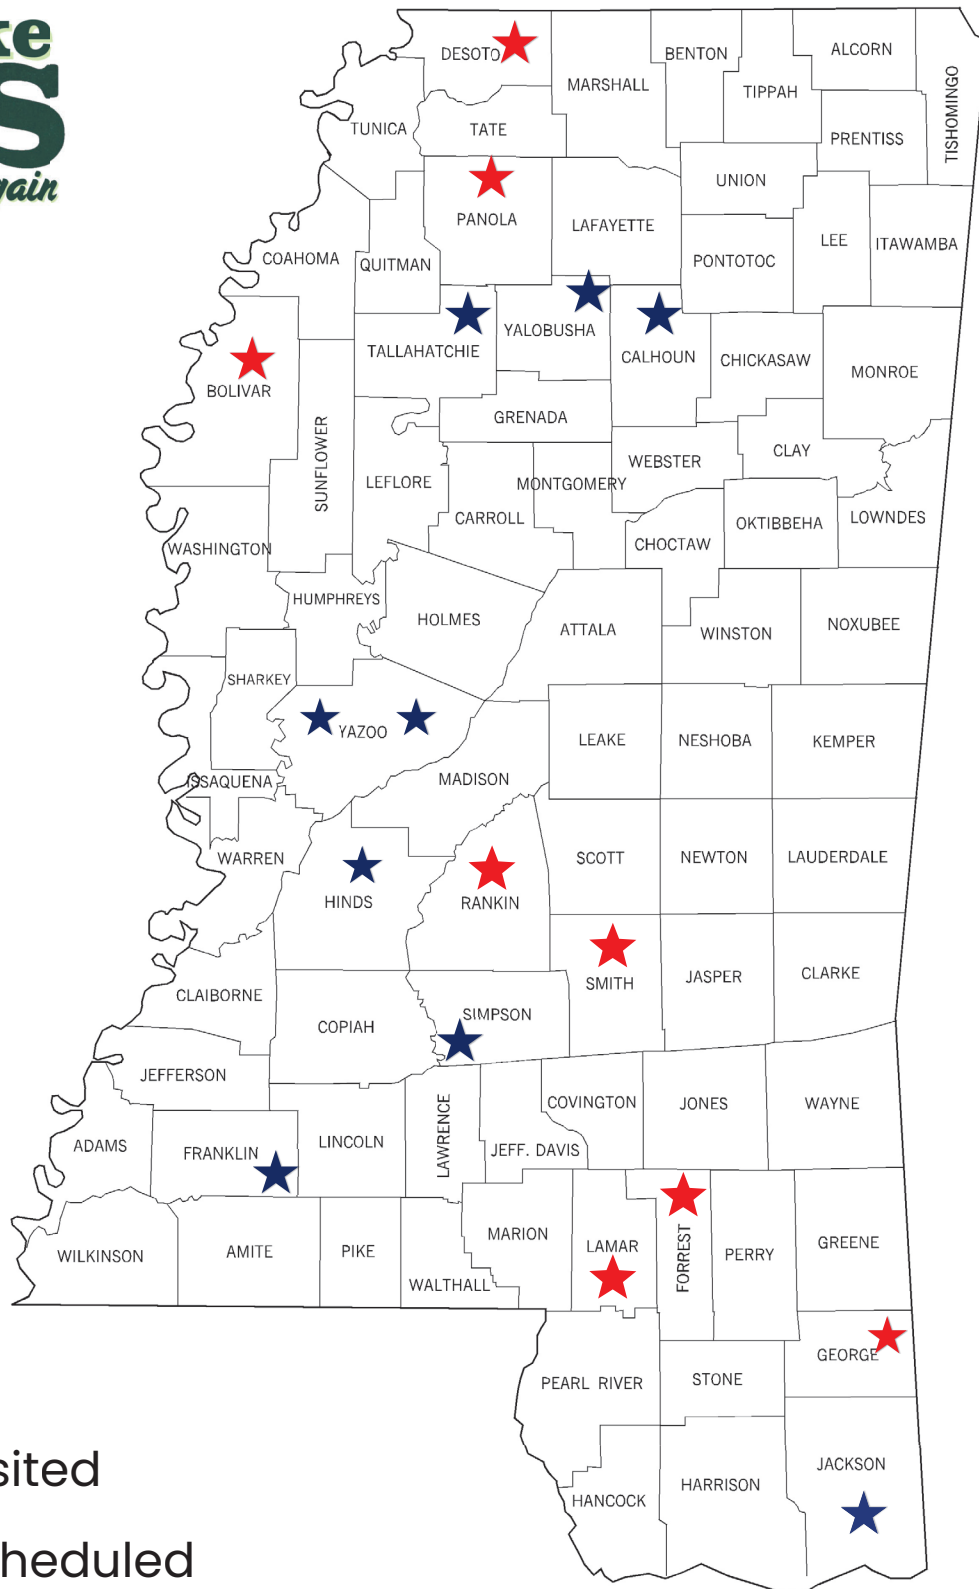 ke
S
gain
DESOTO
BENTON
ALCORN
MARSHALL
TIPPAH
TISHOMINGO
TUNICA
TATE
PRENTISS
UNION
PANOLA
LAFAYETTE
LEE
ITAWAMBA
COAHOMA
QUITMAN
PONTOTOC
YALOBUSHA
TALLAHATCHIE
CALHOUN
CHICKASAW
MONROE
BOLIVAR
GRENADA
SUNFLOWER
CLAY
WEBSTER
LEFLORE
MONTGOMERY
CARROLL
OKTIBBEHA
LOWNDES
WASHINGTON
CHOCTAW
HUMPHREYS
HOLMES
ATTALA
WINSTON
NOXUBEE
SHARKEY
YAZOO
LEAKE
NESHOBA
KEMPER
ISSAQUENA
MADISON
WARREN
SCOTT
NEWTON
LAUDERDALE
HINDS
RANKIN
SMITH
JASPER
CLARKE
CLAIBORNE
COPIAH
SIMPSON
JEFFERSON
COVINGTON
JONES
WAYNE
LAWRENCE
ADAMS
FRANKLIN
LINCOLN
JEFF. DAVIS
WILKINSON
AMITE
PIKE
MARION
LAMAR
FORREST
PERRY
GREENE
WALTHALL
GEORGE
PEARL RIVER
STONE
JACKSON
HANCOCK
HARRISON
sited
heduled